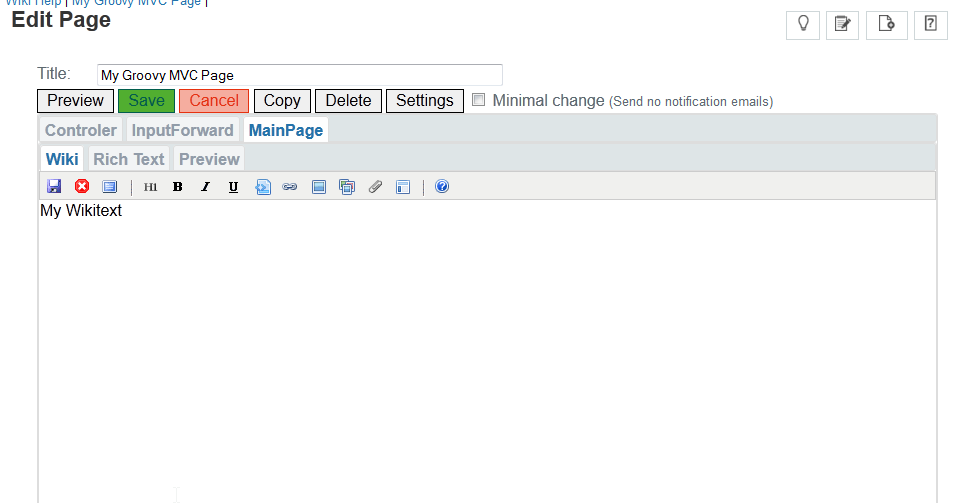 Wiki Help | My Groovy MVC Page |
Edit Page
Title: My Groovy MVC Page
Preview Save Cancel Copy Delete Settings Minimal change (Send no notification emails)
Controler InputForward MainPage
Wiki Rich Text Preview
H1 B I U
My Wikitext